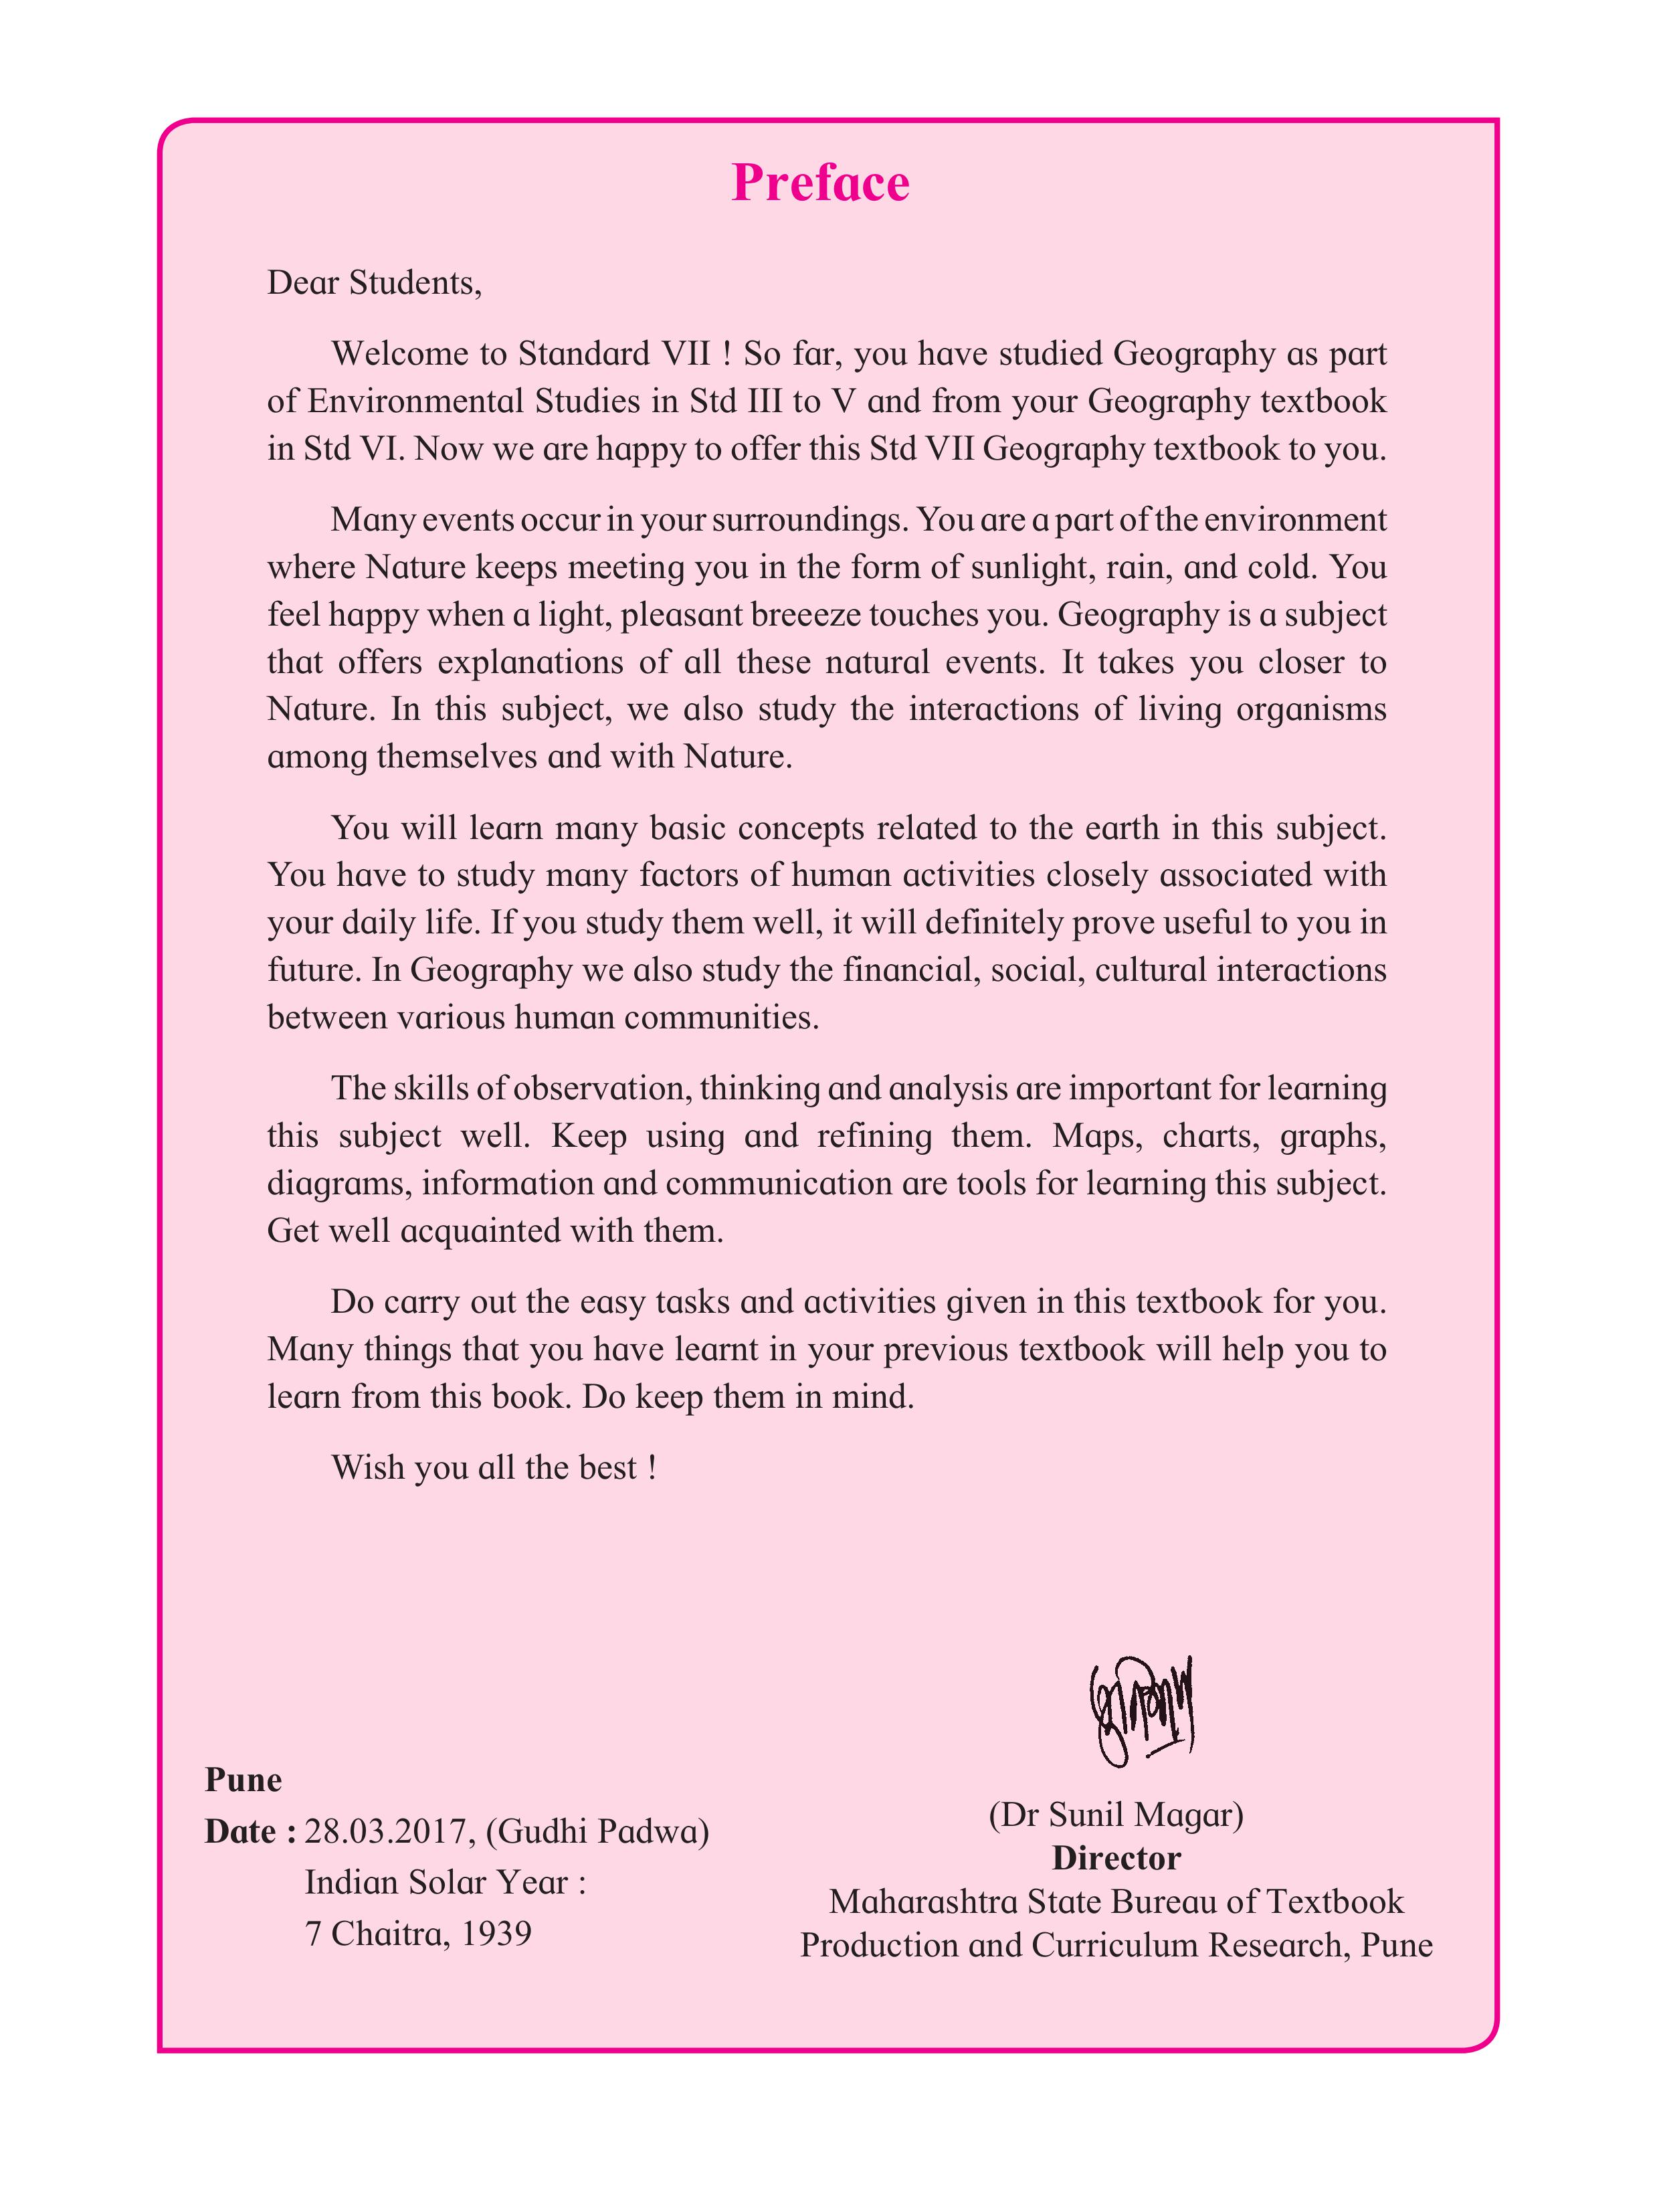 Preface
Dear Students,
Welcome to Standard VII ! So far, you have studied Geography as part
of Environmental Studies in Std III to V and from your Geography textbook
in Std VI. Now we are happy to offer this Std VII Geography textbook to you.
Many events occur in your surroundings. You are a part of the environment
where Nature keeps meeting you in the form of sunlight, rain, and cold. You
feel happy when a light, pleasant breeeze touches you. Geography is a subject
that offers explanations of all these natural events. It takes you closer to
Nature. In this subject, we also study the interactions of living organisms
among themselves and with Nature.
You will learn many basic concepts related to the earth in this subject.
You have to study many factors of human activities closely associated with
your daily life. If you study them well, it will definitely prove useful to you in
future. In Geography we also study the financial, social, cultural interactions
between various human communities.
The skills of observation, thinking and analysis are important for learning
this subject well. Keep using and refining them. Maps, charts, graphs,
diagrams, information and communication are tools for learning this subject.
Get well acquainted with them.
Do carry out the easy tasks and activities given in this textbook for you.
Many things that you have learnt in your previous textbook will help you to
learn from this book. Do keep them in mind.
Wish you all the best !
Pune
Date : 28.03.2017, (Gudhi Padwa)
Indian Solar Year :
7 Chaitra, 1939
(Dr Sunil Magar)
Director
Maharashtra State Bureau of Textbook
Production and Curriculum Research, Pune